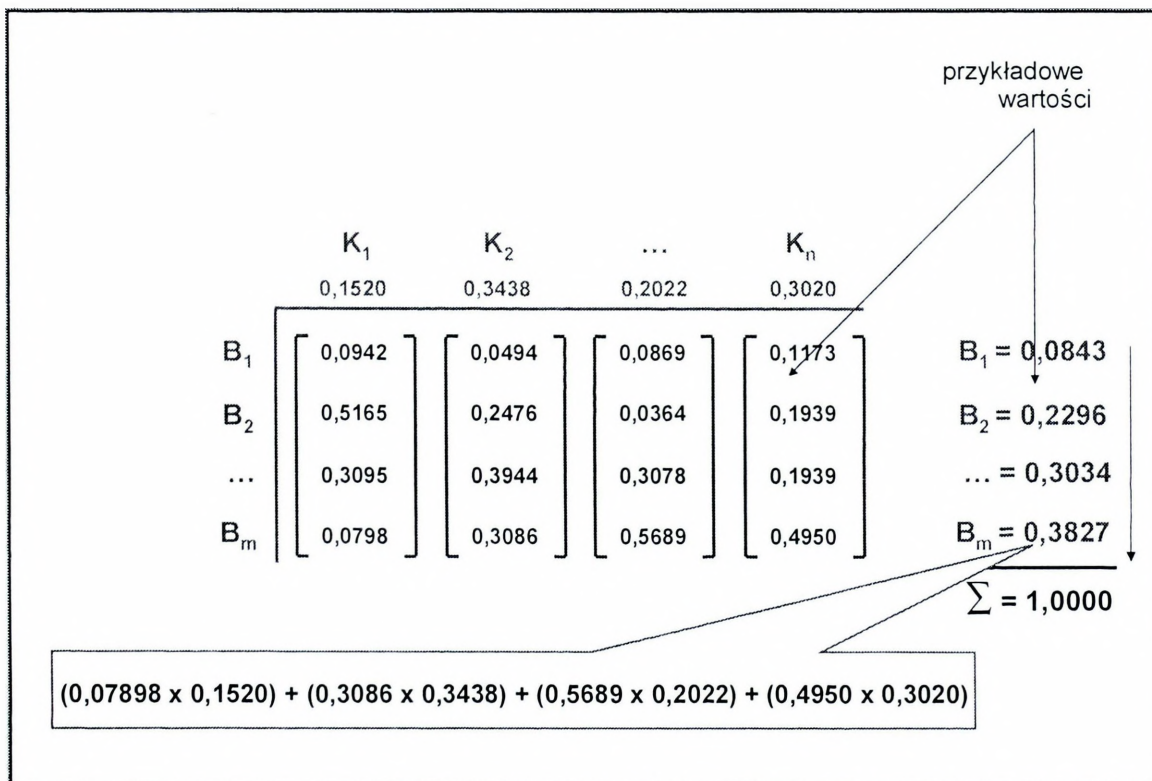 przykładowe
wartości
K₁ K₂ ... Kₙ
0,1520 0,3438 0,2022 0,3020
B₁ 0,0942 0,0494 0,0869 0,1173 B₁ = 0,0843
B₂ 0,5165 0,2476 0,0364 0,1939 B₂ = 0,2296
... 0,3095 0,3944 0,3078 0,1939 ... = 0,3034
Bₘ 0,0798 0,3086 0,5689 0,4950 Bₘ = 0,3827
∑ = 1,0000
(0,07898 x 0,1520) + (0,3086 x 0,3438) + (0,5689 x 0,2022) + (0,4950 x 0,3020)